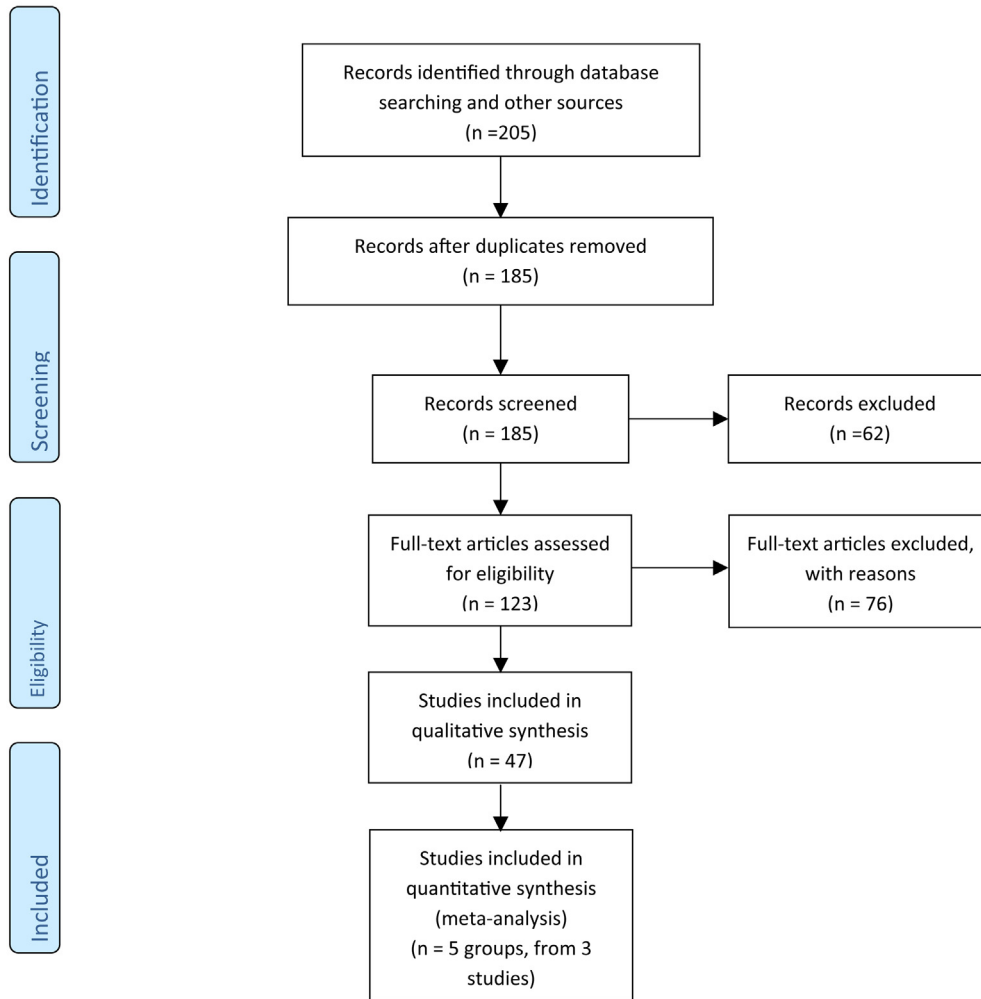 Identification
Records identified through database
searching and other sources
(n =205)
Records after duplicates removed
(n = 185)
Screening
Records screened
(n = 185)
Records excluded
(n =62)
Eligibility
Full-text articles assessed
for eligibility
(n = 123)
Full-text articles excluded,
with reasons
(n = 76)
Studies included in
qualitative synthesis
(n = 47)
Included
Studies included in
quantitative synthesis
(meta-analysis)
(n = 5 groups, from 3
studies)